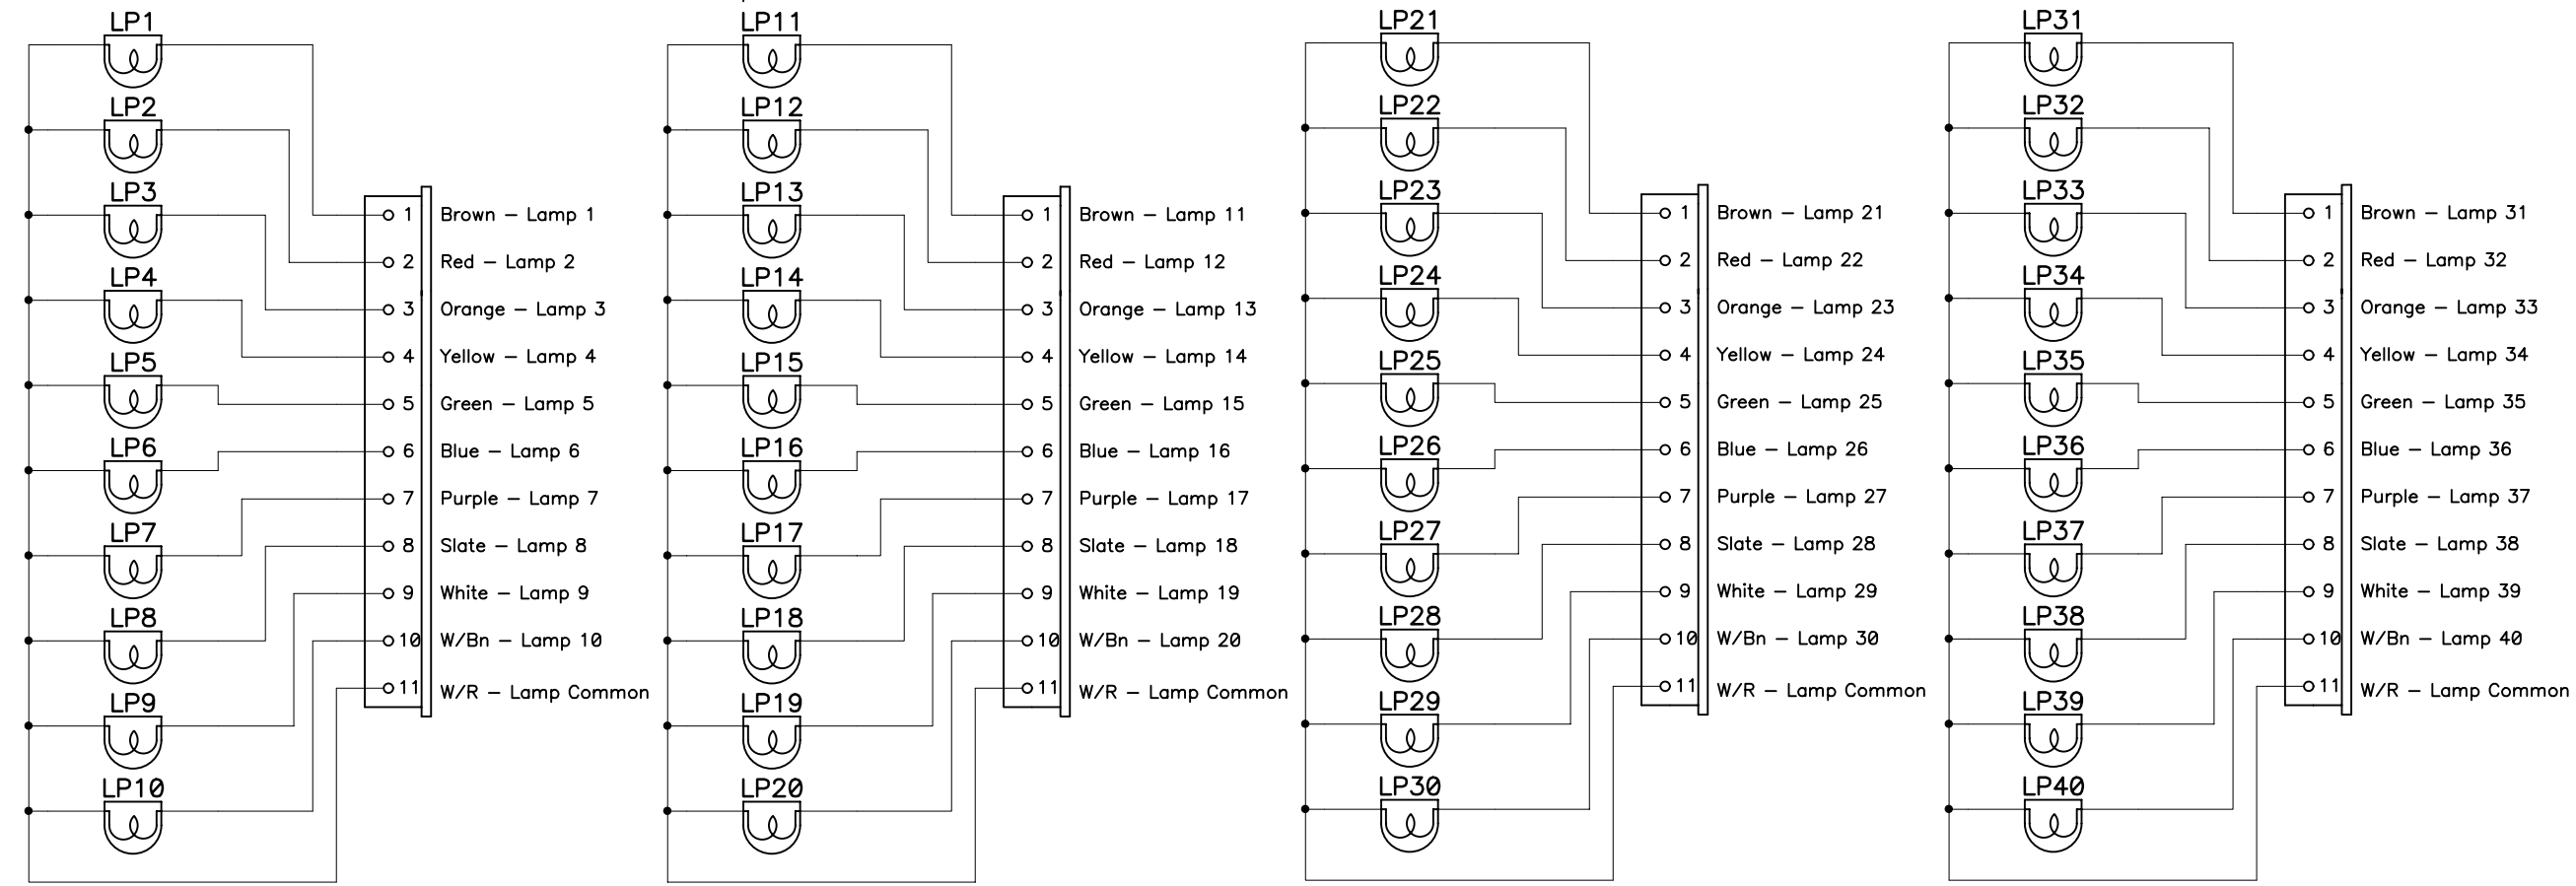 LP1
LP2
LP3
LP4
LP5
LP6
LP7
LP8
LP9
LP10
1 Brown – Lamp 1
2 Red – Lamp 2
3 Orange – Lamp 3
4 Yellow – Lamp 4
5 Green – Lamp 5
6 Blue – Lamp 6
7 Purple – Lamp 7
8 Slate – Lamp 8
9 White – Lamp 9
10 W/Bn – Lamp 10
11 W/R – Lamp Common
LP11
LP12
LP13
LP14
LP15
LP16
LP17
LP18
LP19
LP20
1 Brown – Lamp 11
2 Red – Lamp 12
3 Orange – Lamp 13
4 Yellow – Lamp 14
5 Green – Lamp 15
6 Blue – Lamp 16
7 Purple – Lamp 17
8 Slate – Lamp 18
9 White – Lamp 19
10 W/Bn – Lamp 20
11 W/R – Lamp Common
LP21
LP22
LP23
LP24
LP25
LP26
LP27
LP28
LP29
LP30
1 Brown – Lamp 21
2 Red – Lamp 22
3 Orange – Lamp 23
4 Yellow – Lamp 24
5 Green – Lamp 25
6 Blue – Lamp 26
7 Purple – Lamp 27
8 Slate – Lamp 28
9 White – Lamp 29
10 W/Bn – Lamp 30
11 W/R – Lamp Common
LP31
LP32
LP33
LP34
LP35
LP36
LP37
LP38
LP39
LP40
1 Brown – Lamp 31
2 Red – Lamp 32
3 Orange – Lamp 33
4 Yellow – Lamp 34
5 Green – Lamp 35
6 Blue – Lamp 36
7 Purple – Lamp 37
8 Slate – Lamp 38
9 White – Lamp 39
10 W/Bn – Lamp 40
11 W/R – Lamp Common